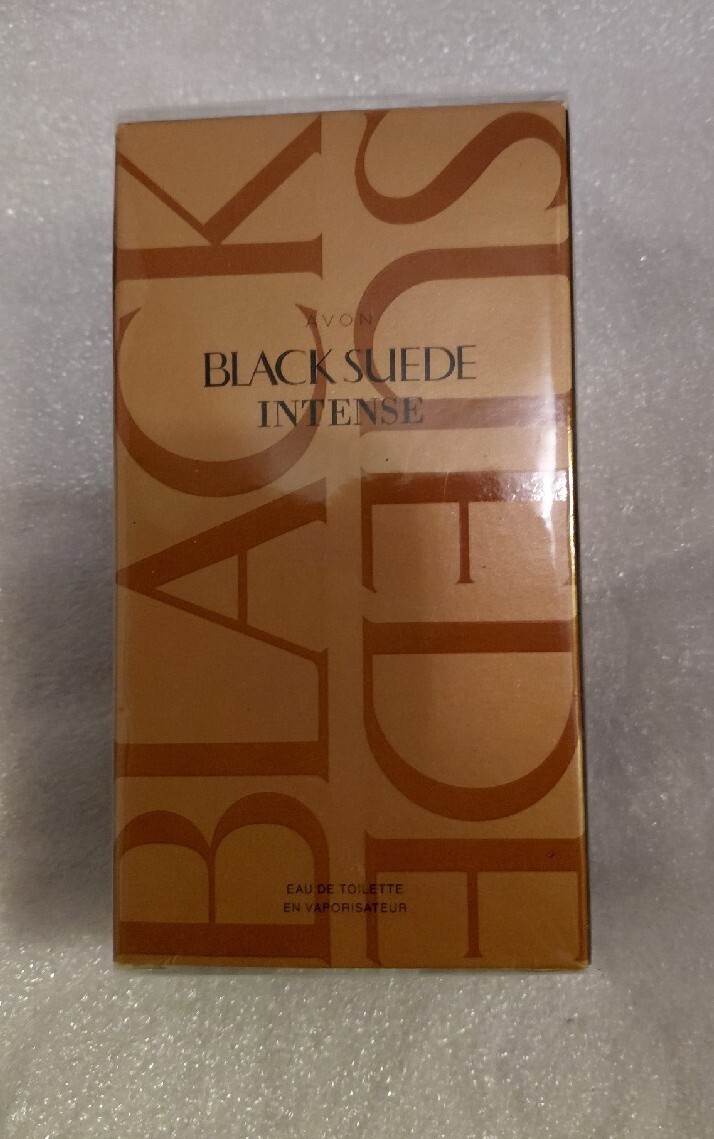 BLACK
SUEDE
AVON
BLACK SUEDE
INTENSE
EAU DE TOILETTE
EN VAPORISATEUR